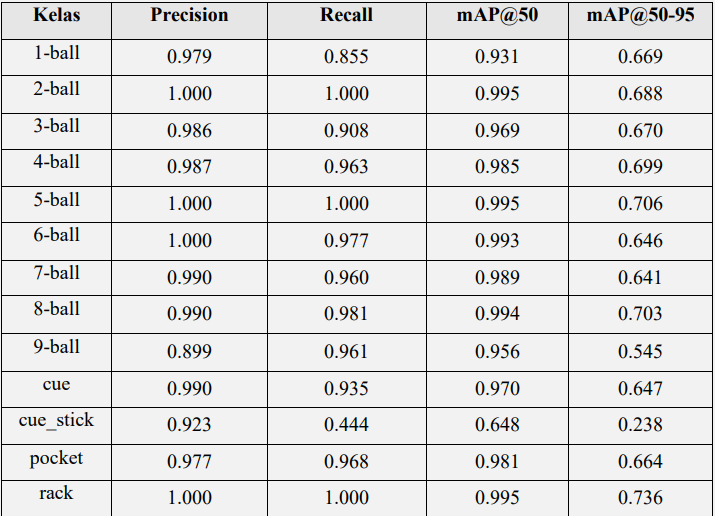 Kelas Precision Recall mAP@50 mAP@50-95
1-ball 0.979 0.855 0.931 0.669
2-ball 1.000 1.000 0.995 0.688
3-ball 0.986 0.908 0.969 0.670
4-ball 0.987 0.963 0.985 0.699
5-ball 1.000 1.000 0.995 0.706
6-ball 1.000 0.977 0.993 0.646
7-ball 0.990 0.960 0.989 0.641
8-ball 0.990 0.981 0.994 0.703
9-ball 0.899 0.961 0.956 0.545
cue 0.990 0.935 0.970 0.647
cue_stick 0.923 0.444 0.648 0.238
pocket 0.977 0.968 0.981 0.664
rack 1.000 1.000 0.995 0.736